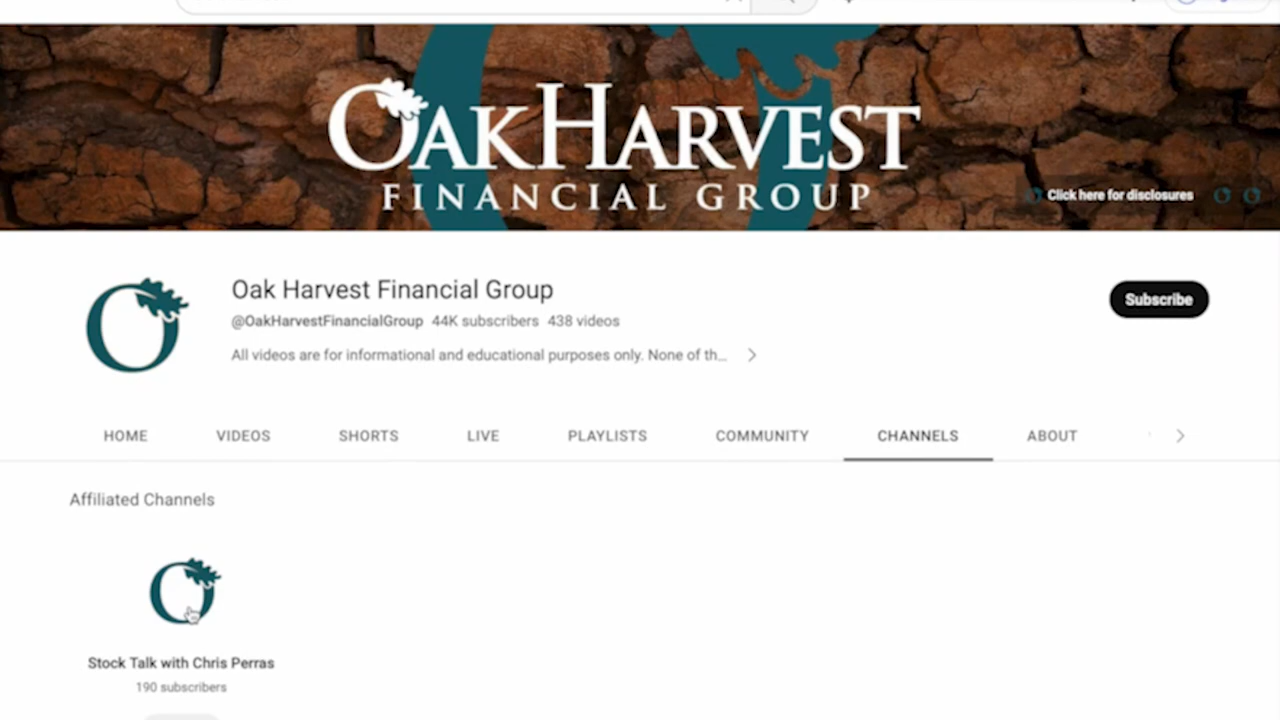 OAKHARVEST
FINANCIAL GROUP
Click here for disclosures
Oak Harvest Financial Group
Subscribe
@OakHarvestFinancialGroup 44K subscribers 438 videos
All videos are for informational and educational purposes only. None of th...
HOME VIDEOS SHORTS LIVE PLAYLISTS COMMUNITY CHANNELS ABOUT
Affiliated Channels
Stock Talk with Chris Perras
190 subscribers